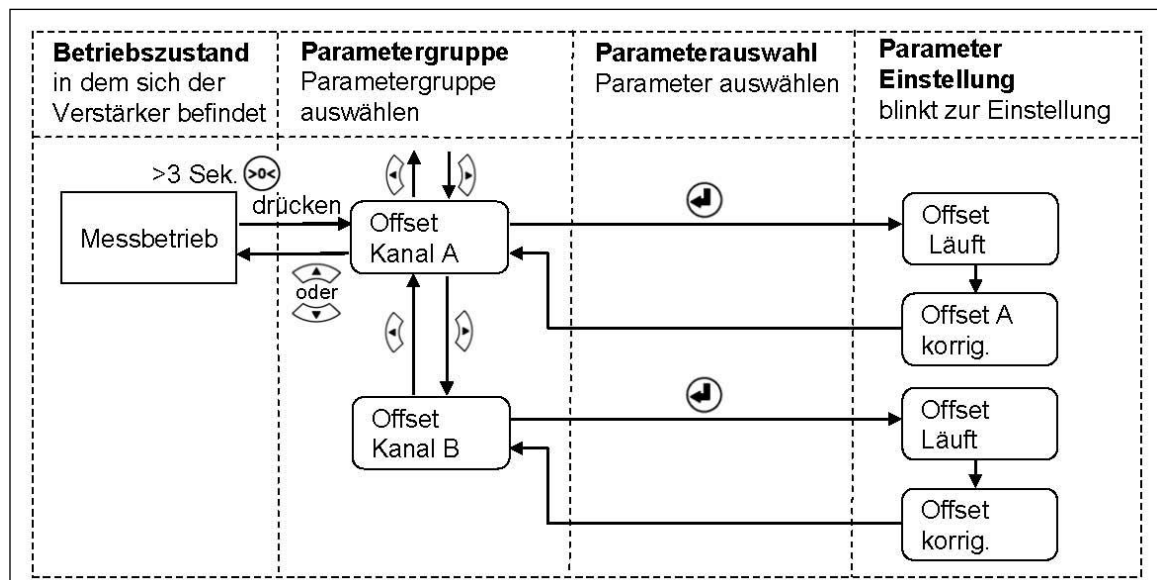 Betriebszustand
in dem sich der
Verstärker befindet
Parametergruppe
Parametergruppe
auswählen
Parameterauswahl
Parameter auswählen
Parameter
Einstellung
blinkt zur Einstellung
>3 Sek. >0<
drücken
Messbetrieb
oder
Offset
Kanal A
Offset
Läuft
Offset A
korrig.
Offset
Kanal B
Offset
Läuft
Offset
korrig.